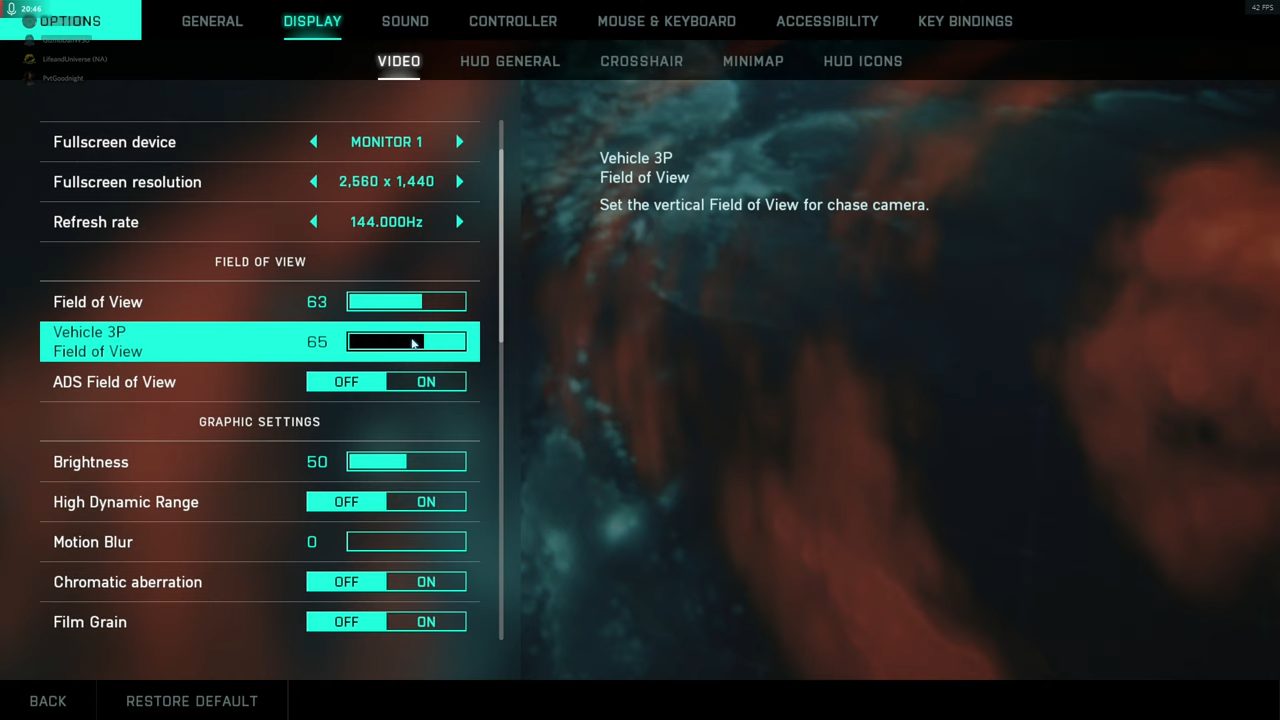 20:46
42 FPS
OPTIONS
GENERAL
DISPLAY
SOUND
CONTROLLER
MOUSE & KEYBOARD
ACCESSIBILITY
KEY BINDINGS
VIDEO
HUD GENERAL
CROSSHAIR
MINIMAP
HUD ICONS
LifeandUniverse (NA)
PvtGoodnight
Fullscreen device
MONITOR 1
Fullscreen resolution
2,560 x 1,440
Refresh rate
144.000Hz
FIELD OF VIEW
Field of View
63
Vehicle 3P
Field of View
65
ADS Field of View
OFF
ON
GRAPHIC SETTINGS
Brightness
50
High Dynamic Range
OFF
ON
Motion Blur
0
Chromatic aberration
OFF
ON
Film Grain
OFF
ON
Vehicle 3P
Field of View
Set the vertical Field of View for chase camera.
BACK
RESTORE DEFAULT